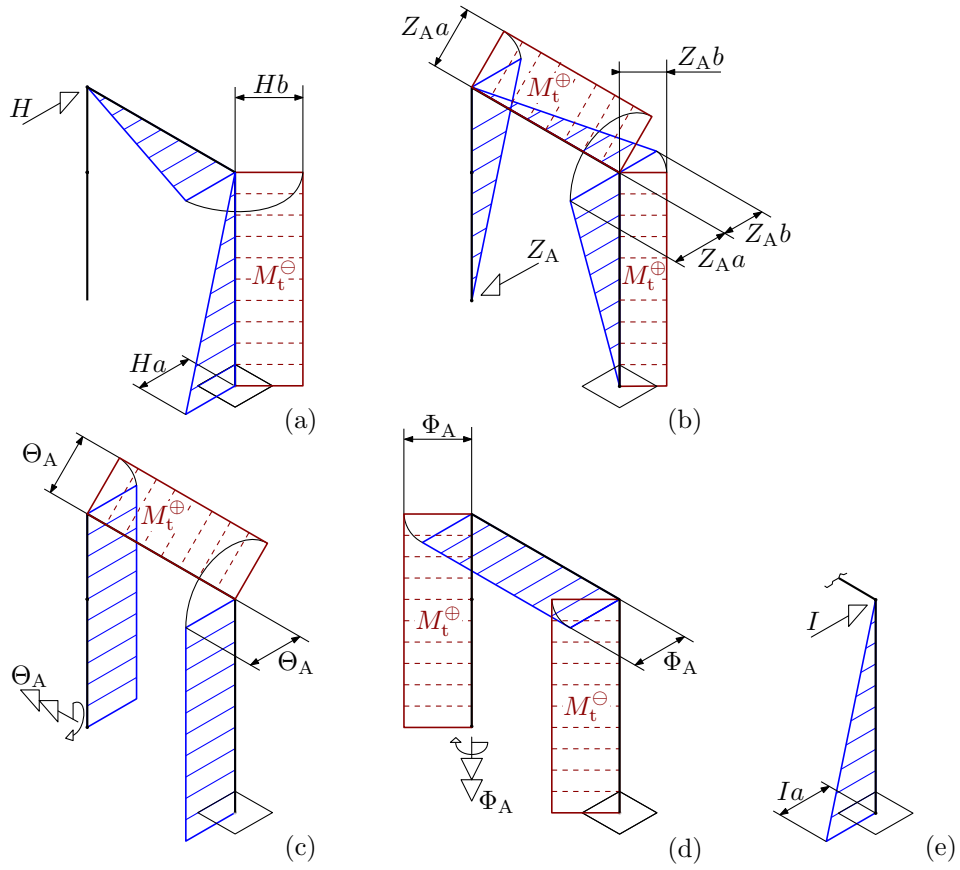 H
Hb
M_t^⊖
Ha
(a)
Z_A a
Z_A b
M_t^⊕
Z_A
Z_A b
Z_A a
M_t^⊕
(b)
Θ_A
M_t^⊕
Θ_A
Θ_A
(c)
Φ_A
M_t^⊕
Φ_A
M_t^⊖
Φ_A
(d)
I
Ia
(e)